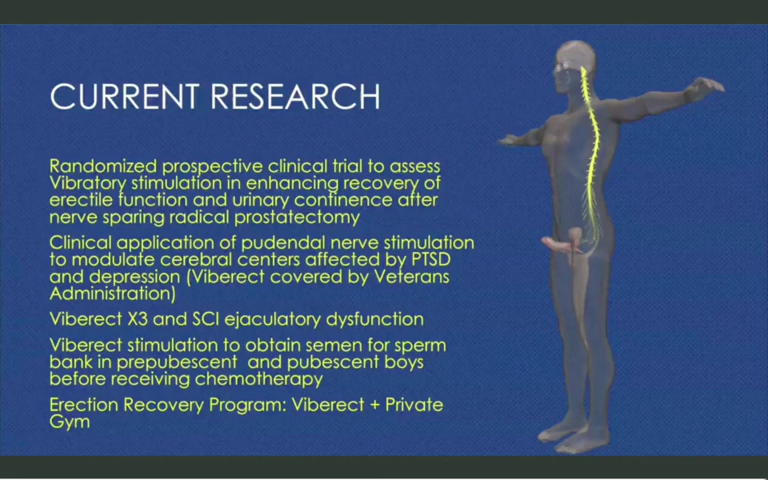 CURRENT RESEARCH
Randomized prospective clinical trial to assess
Vibratory stimulation in enhancing recovery of
erectile function and urinary continence after
nerve sparing radical prostatectomy
Clinical application of pudendal nerve stimulation
to modulate cerebral centers affected by PTSD
and depression (Viberect covered by Veterans
Administration)
Viberect X3 and SCI ejaculatory dysfunction
Viberect stimulation to obtain semen for sperm
bank in prepubescent and pubescent boys
before receiving chemotherapy
Erection Recovery Program: Viberect + Private
Gym